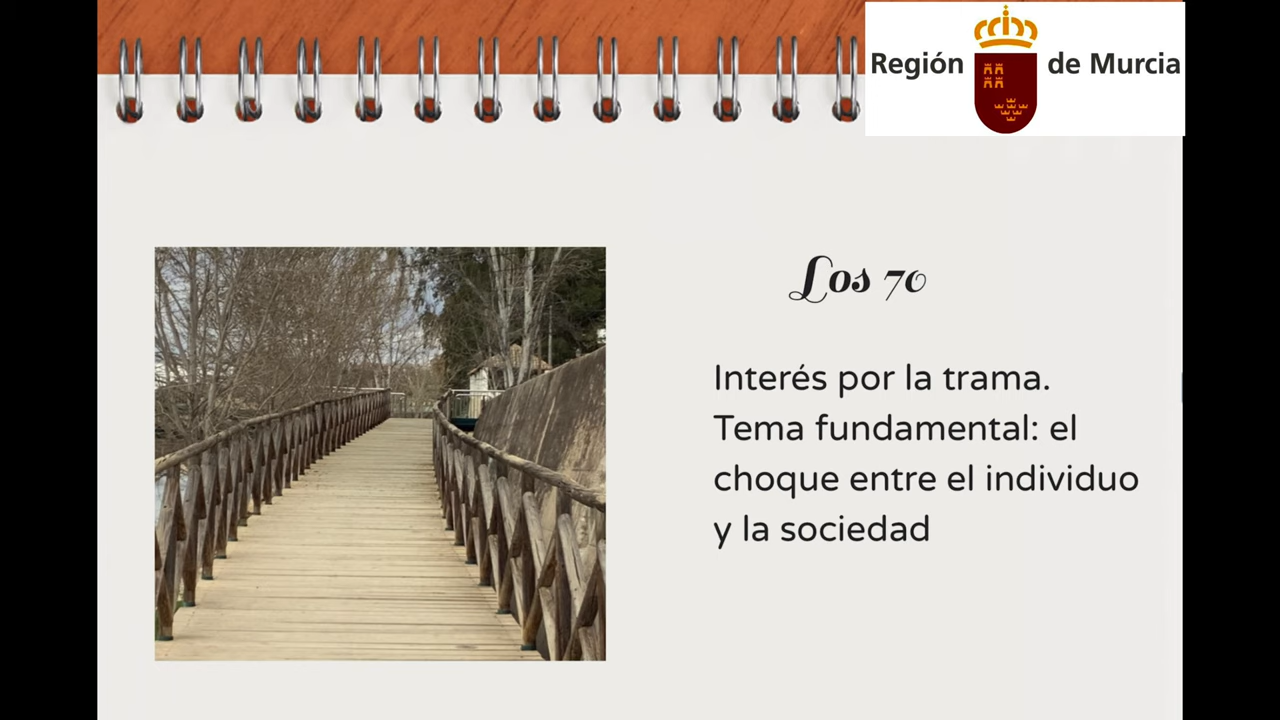 Región de Murcia
Los 70
Interés por la trama.
Tema fundamental: el
choque entre el individuo
y la sociedad